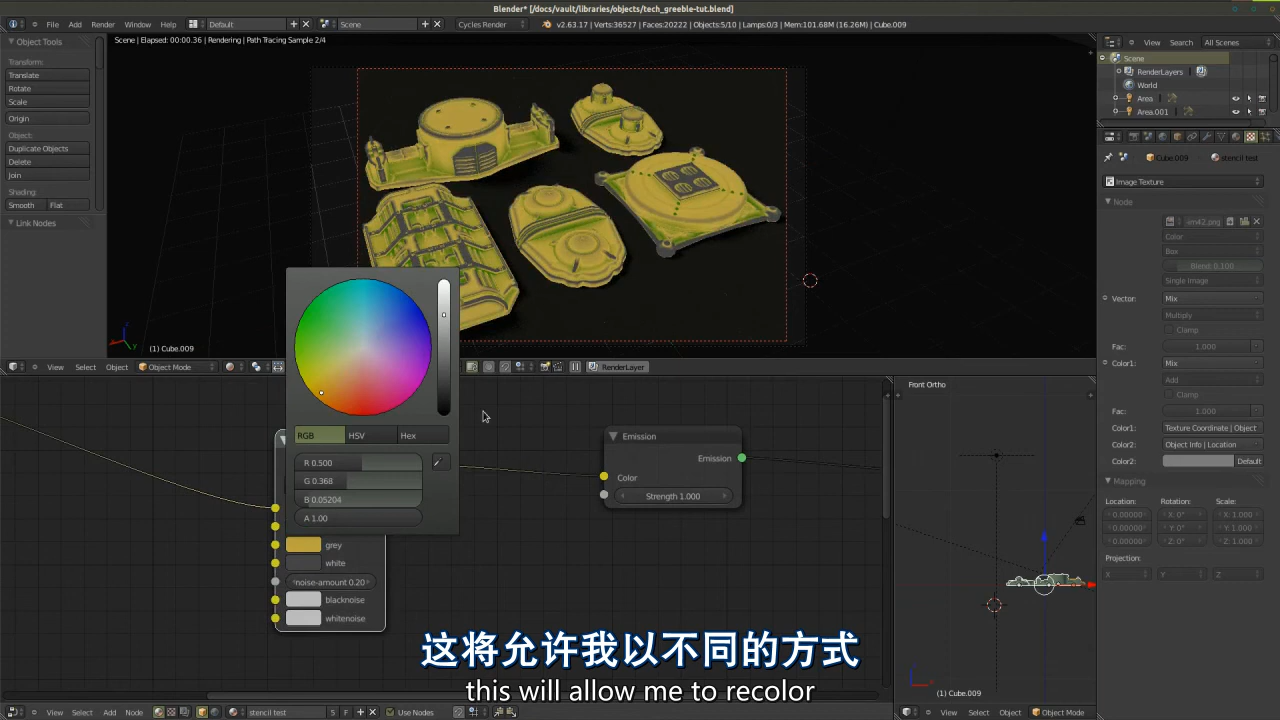 Blender* [/docs/vault/libraries/objects/tech_greeble-tut.blend]
File Add Render Window Help Default Scene Cycles Render v2.63.17 | Verts:36527 | Faces:20222 | Objects:5/10 | Lamps:0/3 | Mem:101.68M (16.26M) | Cube.009
Object Tools
Transform:
Translate
Rotate
Scale
Origin
Object:
Duplicate Objects
Delete
Join
Shading:
Smooth Flat
Link Nodes
Scene | Elapsed: 00:00.36 | Rendering | Path Tracing Sample 2/4
(1) Cube.009
View Select Object Object Mode RenderLayer
RGB HSV Hex
R 0.500
G 0.368
B 0.05204
A 1.00
grey
white
noise-amount 0.20
blacknoise
whitenoise
Emission
Emission
Color
Strength 1.000
Front Ortho
(1) Cube.009
View Search All Scenes
Scene
RenderLayers
World
Area
Area.001
Cube.009 stencil test
Image Texture
Node
im42.png
Color
Box
Blend: 0.100
Single Image
Vector: Mix
Multiply
Clamp
Fac: 1.000
Color1: Mix
Add
Clamp
Fac: 1.000
Color1: Texture Coordinate | Object
Color2: Object Info | Location
Color2: Default
Mapping
Location: Rotation: Scale:
0.00000 X: 0° X: 1.000
0.00000 Y: 0° Y: 1.000
0.00000 Z: 0° Z: 1.000
Projection:
X Y Z
这将允许我以不同的方式
this will allow me to recolor
View Select Add Node stencil test 5 F Use Nodes
View Select Object Object Mode